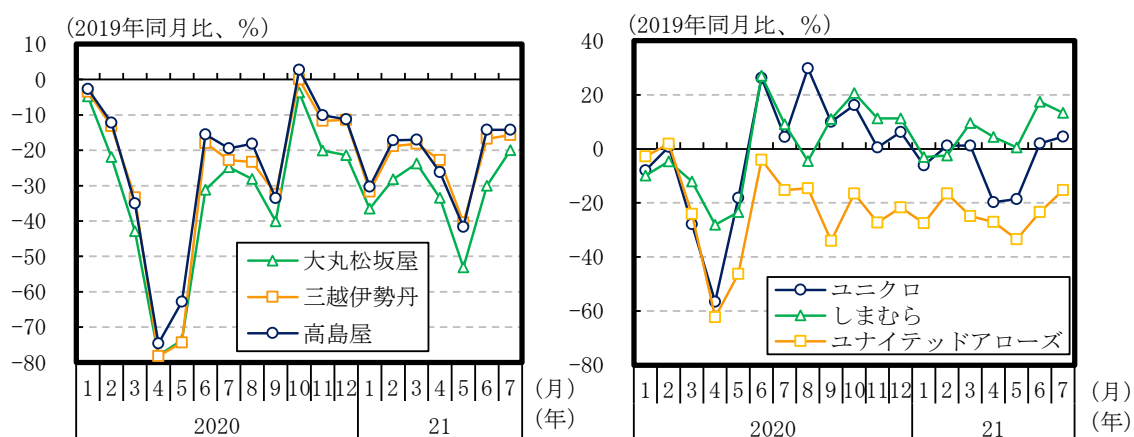 (2019年同月比、%)
10
0
−10
−20
−30
−40
−50
−60
−70
−80
大丸松坂屋
三越伊勢丹
高島屋
1 2 3 4 5 6 7 8 9 10 11 12 1 2 3 4 5 6 7 (月)
2020 21 (年)
(2019年同月比、%)
40
20
0
−20
−40
−60
−80
ユニクロ
しまむら
ユナイテッドアローズ
1 2 3 4 5 6 7 8 9 10 11 12 1 2 3 4 5 6 7 (月)
2020 21 (年)